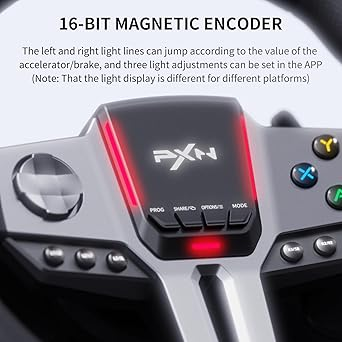 16-BIT MAGNETIC ENCODER
The left and right light lines can jump according to the value of the
accelerator/brake, and three light adjustments can be set in the APP
(Note: That the light display is different for different platforms)
PXN
Y
X
B
A
PROG SHARE/ OPTIONS/☰ MODE